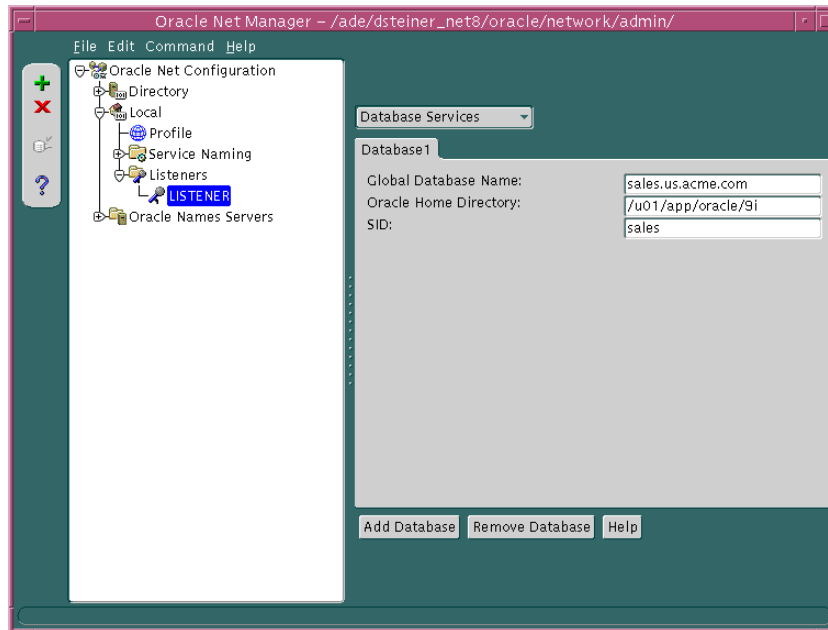 Oracle Net Manager – /ade/dsteiner_net8/oracle/network/admin/
File Edit Command Help
Oracle Net Configuration
Directory
Local
Profile
Service Naming
Listeners
LISTENER
Oracle Names Servers
Database Services
Database1
Global Database Name: sales.us.acme.com
Oracle Home Directory: /u01/app/oracle/9i
SID: sales
Add Database Remove Database Help